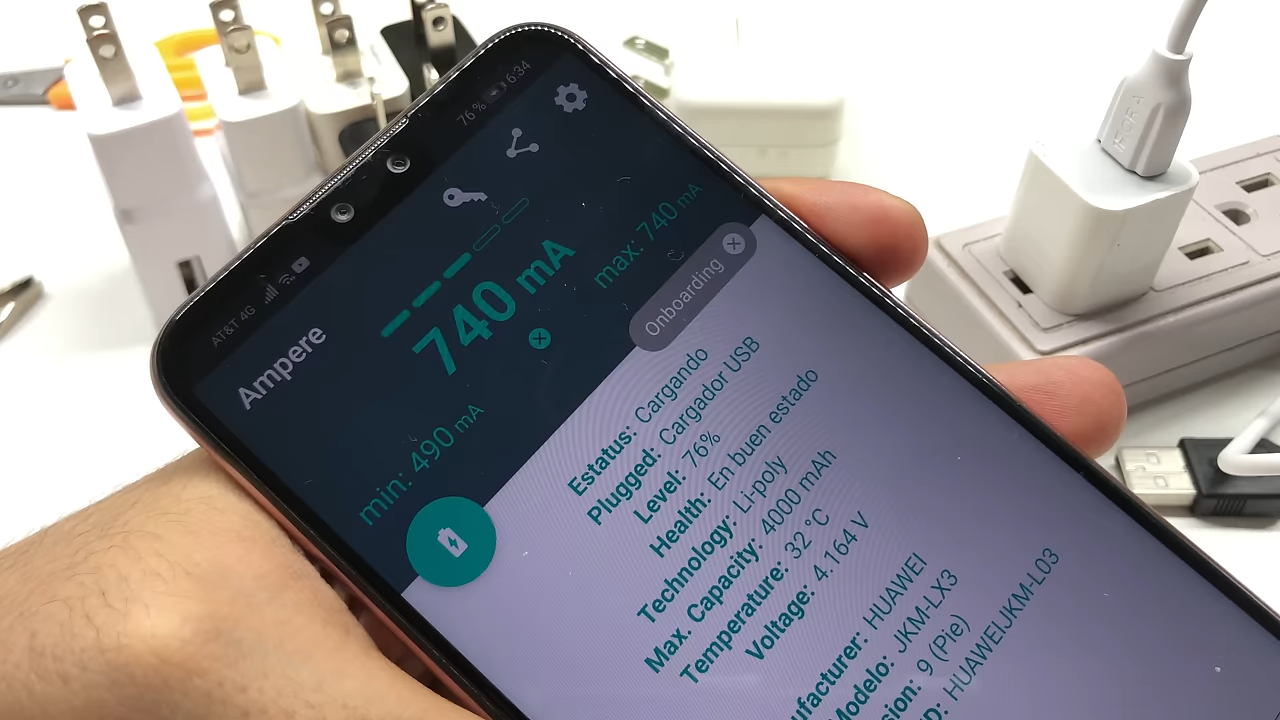 AT&T 4G
76% 6:34
Ampere
740 mA
min: 490 mA
max: 740 mA
Onboarding
Estatus: Cargando
Plugged: Cargador USB
Level: 76%
Health: En buen estado
Technology: Li-poly
Max. Capacity: 4000 mAh
Temperature: 32 °C
Voltage: 4.164 V
ufacturer: HUAWEI
Modelo: JKM-LX3
sion: 9 (Pie)
D: HUAWEIJKM-L03